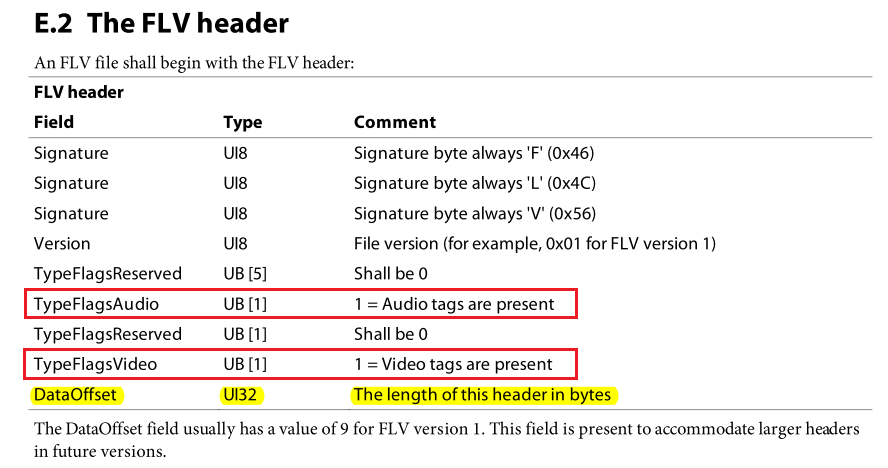 E.2 The FLV header
An FLV file shall begin with the FLV header:
FLV header
Field Type Comment
Signature UI8 Signature byte always 'F' (0x46)
Signature UI8 Signature byte always 'L' (0x4C)
Signature UI8 Signature byte always 'V' (0x56)
Version UI8 File version (for example, 0x01 for FLV version 1)
TypeFlagsReserved UB [5] Shall be 0
TypeFlagsAudio UB [1] 1 = Audio tags are present
TypeFlagsReserved UB [1] Shall be 0
TypeFlagsVideo UB [1] 1 = Video tags are present
DataOffset UI32 The length of this header in bytes
The DataOffset field usually has a value of 9 for FLV version 1. This field is present to accommodate larger headers
in future versions.